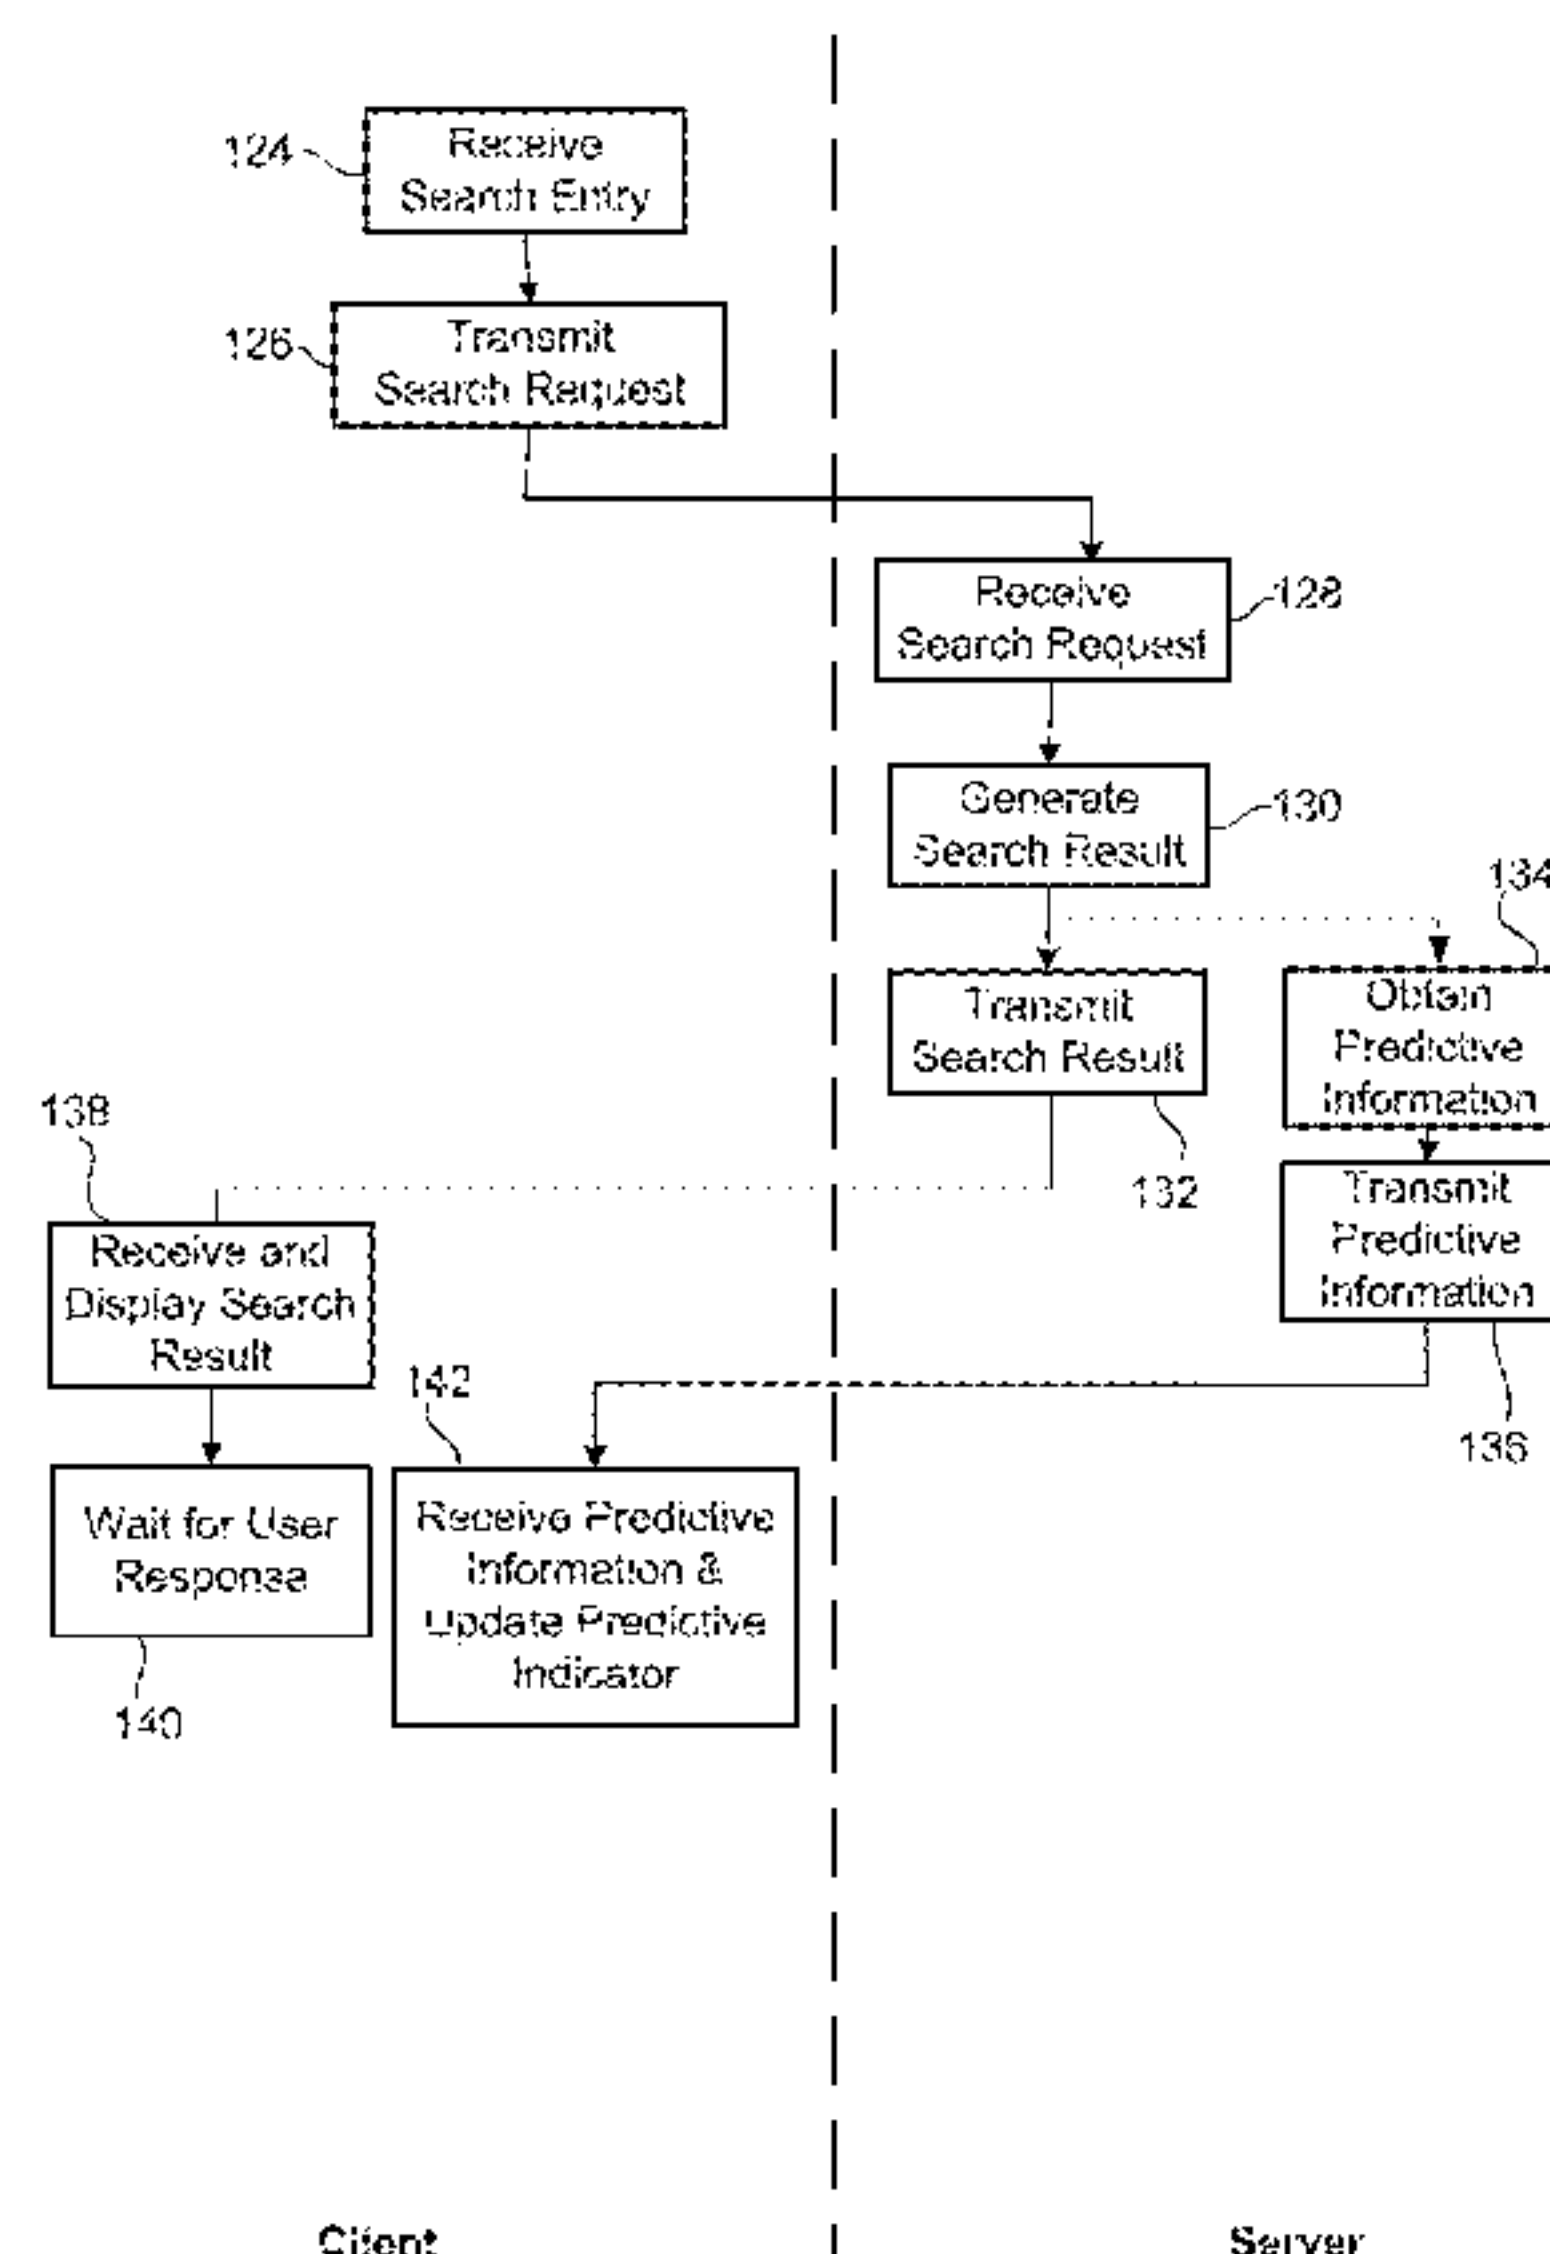 124
Receive
Search Entry
126
Transmit
Search Request
Receive
Search Request
128
Generate
Search Result
130
134
Transmit
Search Result
Obtain
Predictive
Information
138
132
Transmit
Predictive
Information
Receive and
Display Search
Result
142
136
Wait for User
Response
Receive Predictive
Information &
Update Predictive
Indicator
140
Client
Server